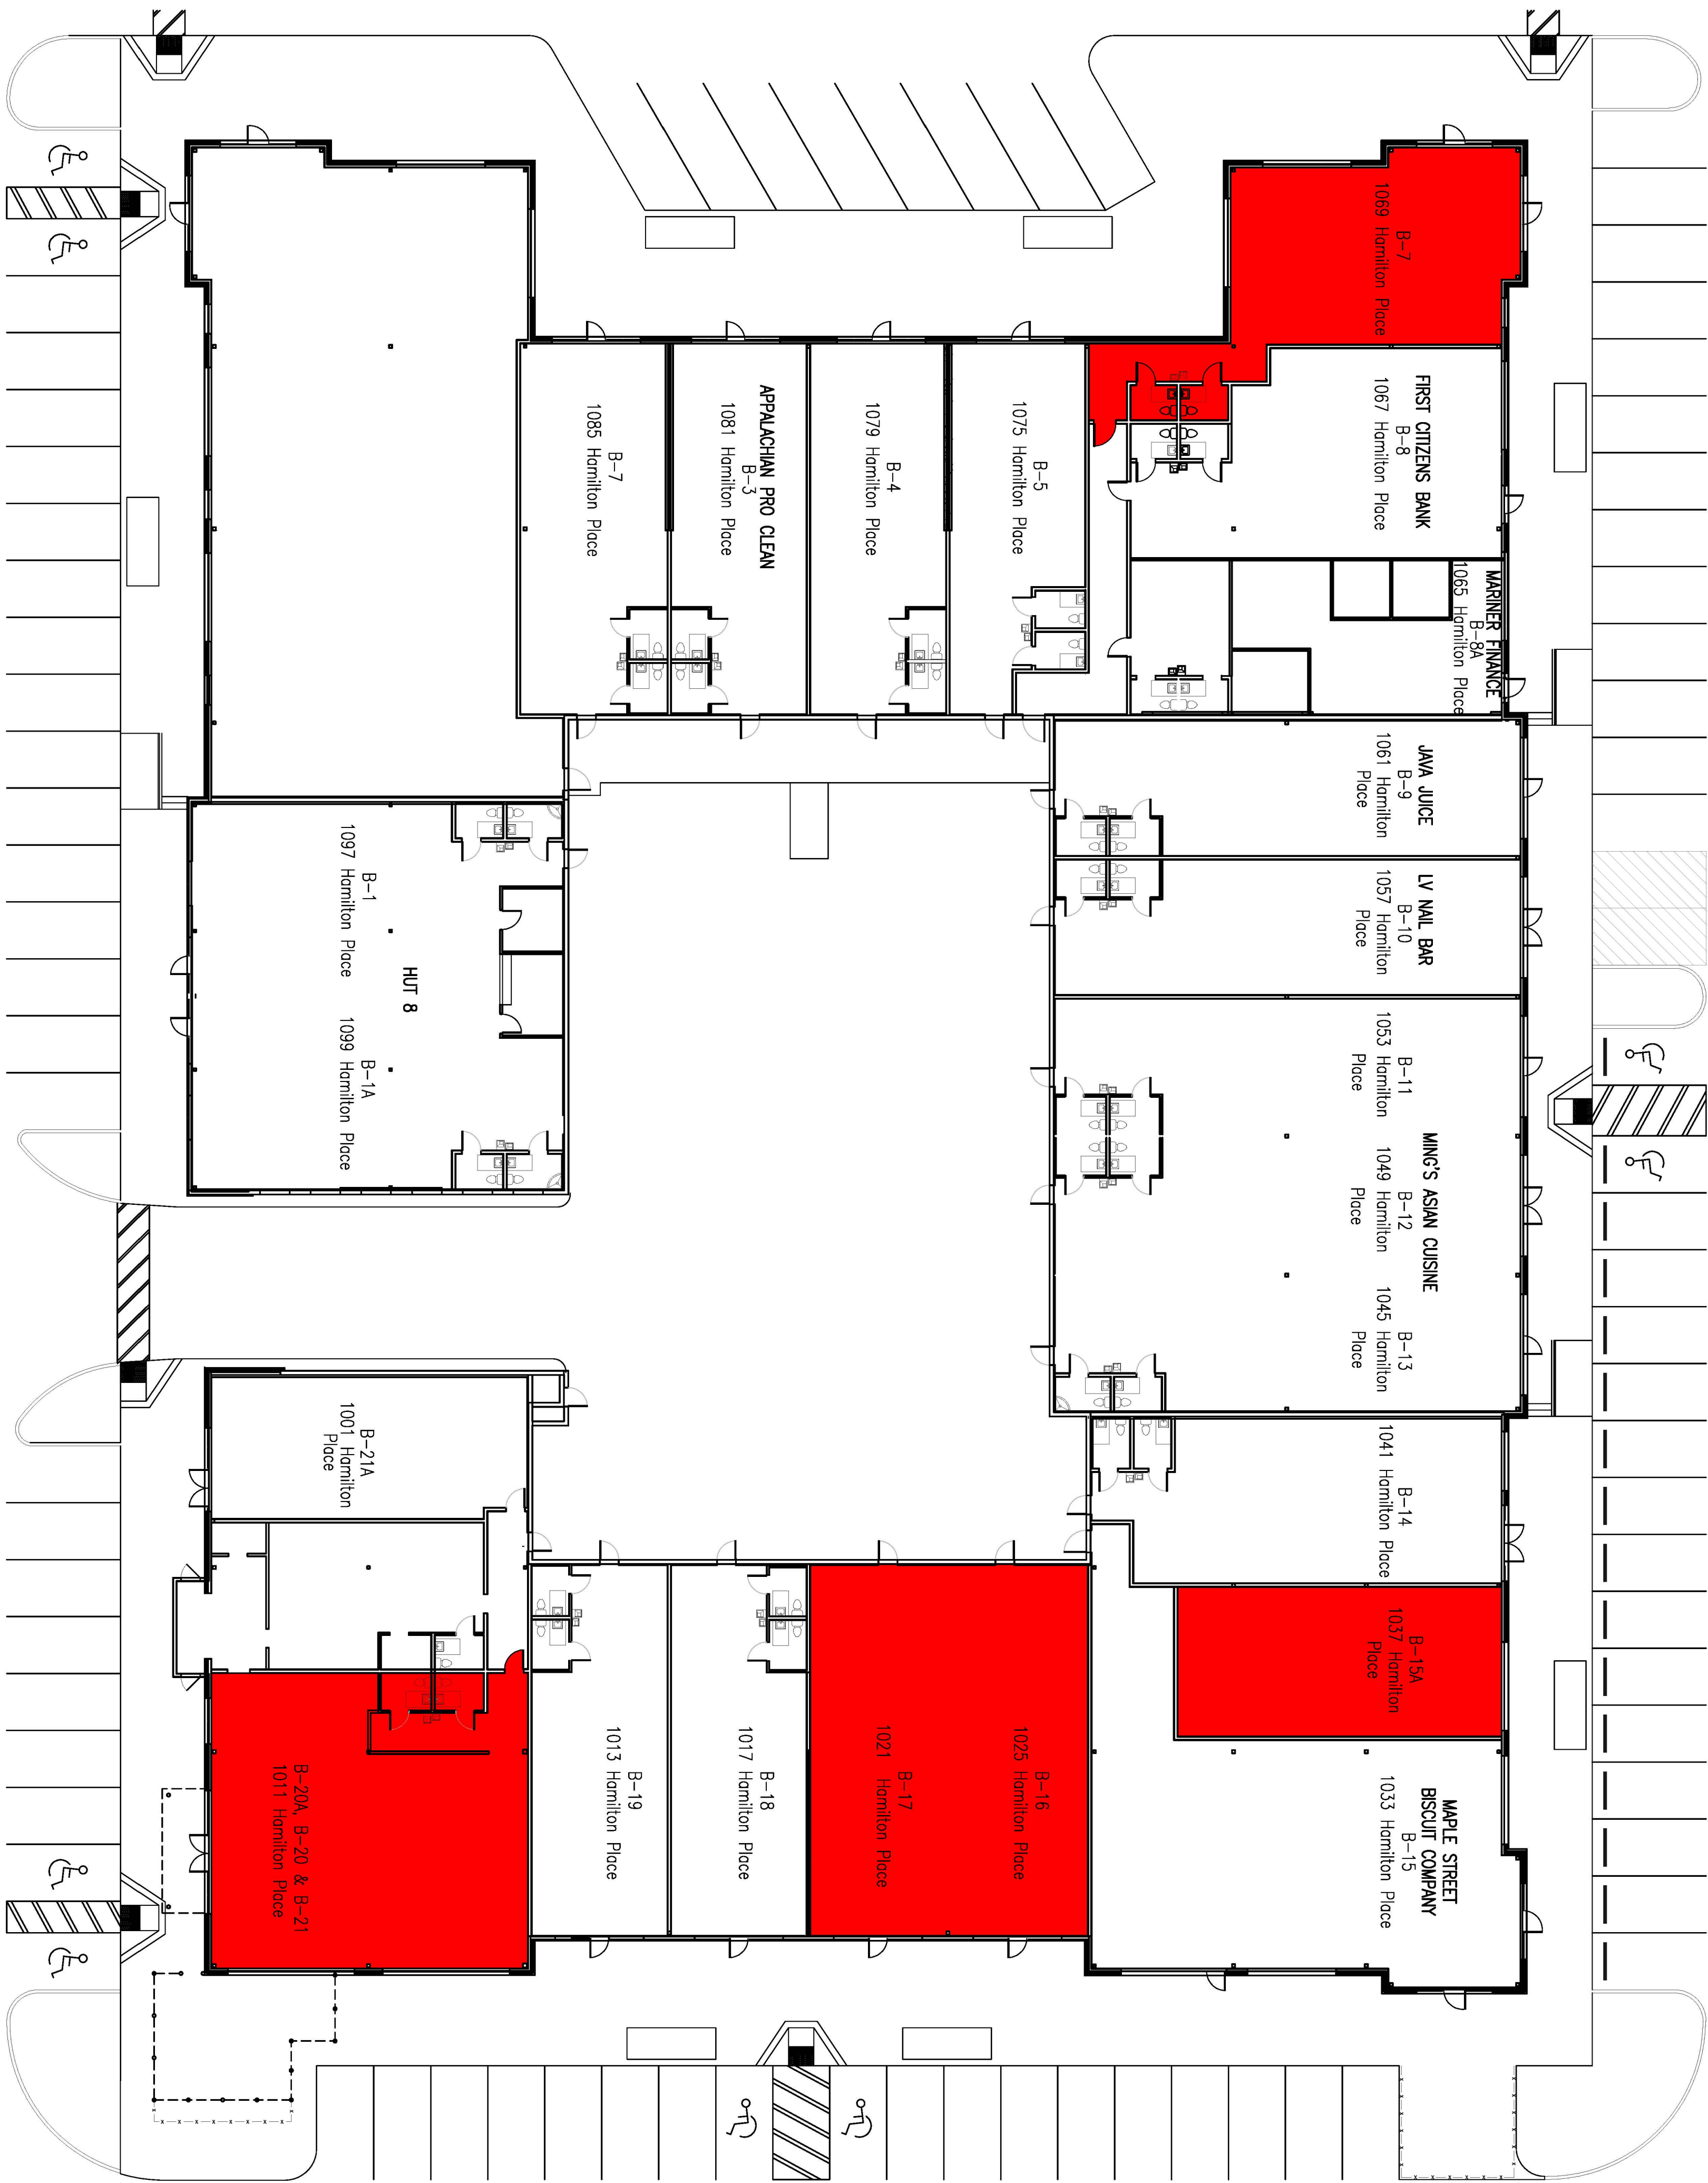 B-7
1069 Hamilton Place
FIRST CITIZENS BANK
B-8
1067 Hamilton Place
MARINER FINANCE
B-8A
1065 Hamilton Place
B-7
1085 Hamilton Place
APPALACHIAN PRO CLEAN
B-3
1081 Hamilton Place
B-4
1079 Hamilton Place
B-5
1075 Hamilton Place
JAVA JUICE
B-9
1061 Hamilton
Place
LV NAIL BAR
B-10
1057 Hamilton
Place
MING'S ASIAN CUISINE
B-11
1053 Hamilton
Place
B-12
1049 Hamilton
Place
B-13
1045 Hamilton
Place
HUT 8
B-1
1097 Hamilton Place
B-1A
1099 Hamilton Place
B-14
1041 Hamilton Place
B-15A
1037 Hamilton
Place
MAPLE STREET
BISCUIT COMPANY
B-15
1033 Hamilton Place
B-16
1025 Hamilton Place
B-17
1021 Hamilton Place
B-18
1017 Hamilton Place
B-19
1013 Hamilton Place
B-21A
1001 Hamilton
Place
B-20A, B-20 & B-21
1011 Hamilton Place